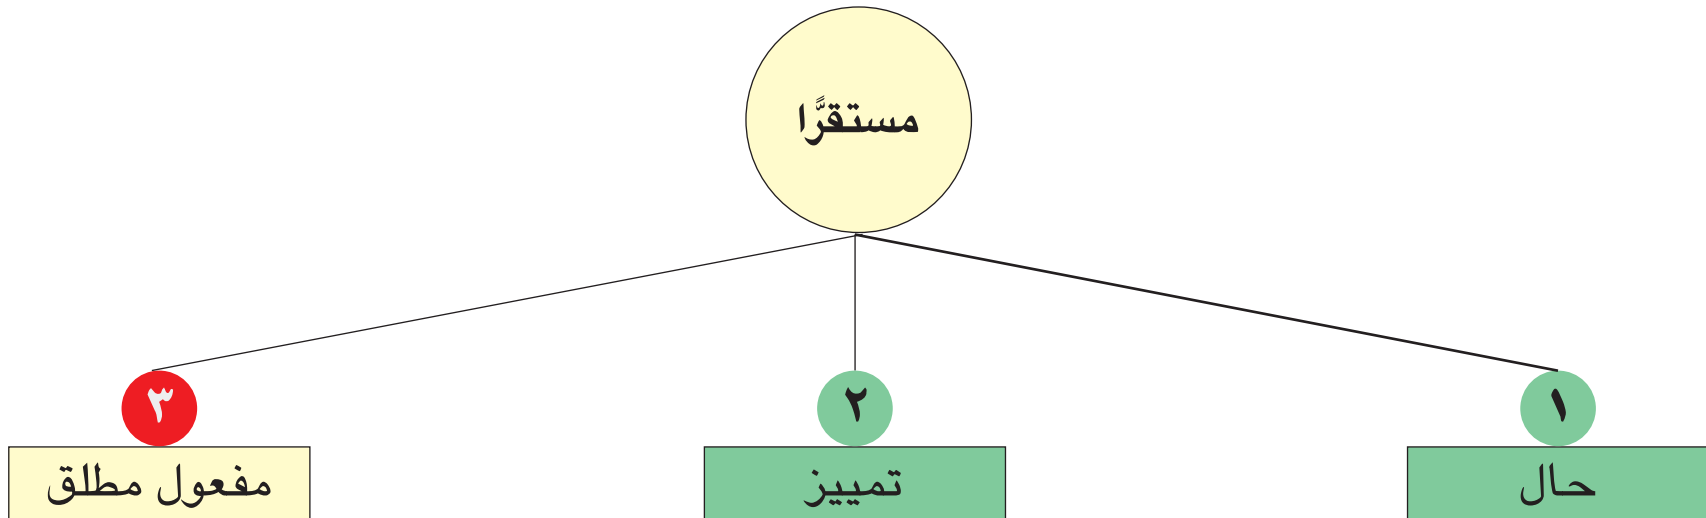 مستقرًّا
١
٢
٣
حال
تمييز
مفعول مطلق